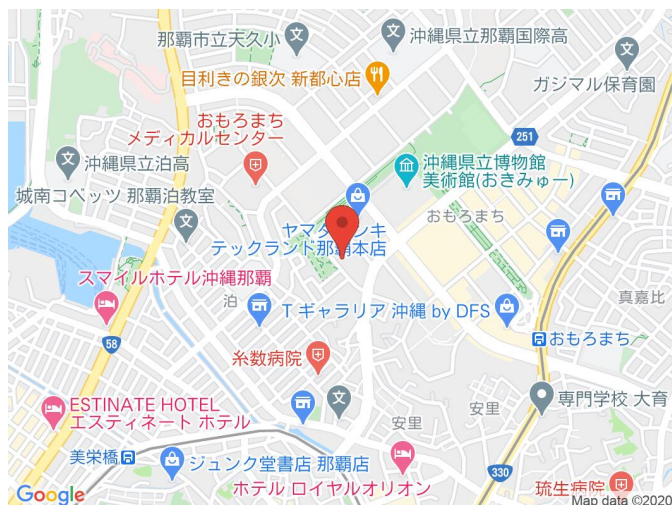 那覇市立天久小
沖縄県立那覇国際高
目利きの銀次 新都心店
ガジマル保育園
おもろまち
メディカルセンター
251
沖縄県立泊高
沖縄県立博物館
美術館(おきみゅー)
城南コベッツ 那覇泊教室
おもろまち
テックランド那覇本店
スマイルホテル沖縄那覇
泊
真嘉比
T ギャラリア 沖縄 by DFS
58
おもろまち
糸数病院
ESTINATE HOTEL
エスティネート ホテル
安里
安里
専門学校 大育
美栄橋
ジュンク堂書店 那覇店
ホテル ロイヤルオリオン
330
琉生病院
Google
Map data ©2020